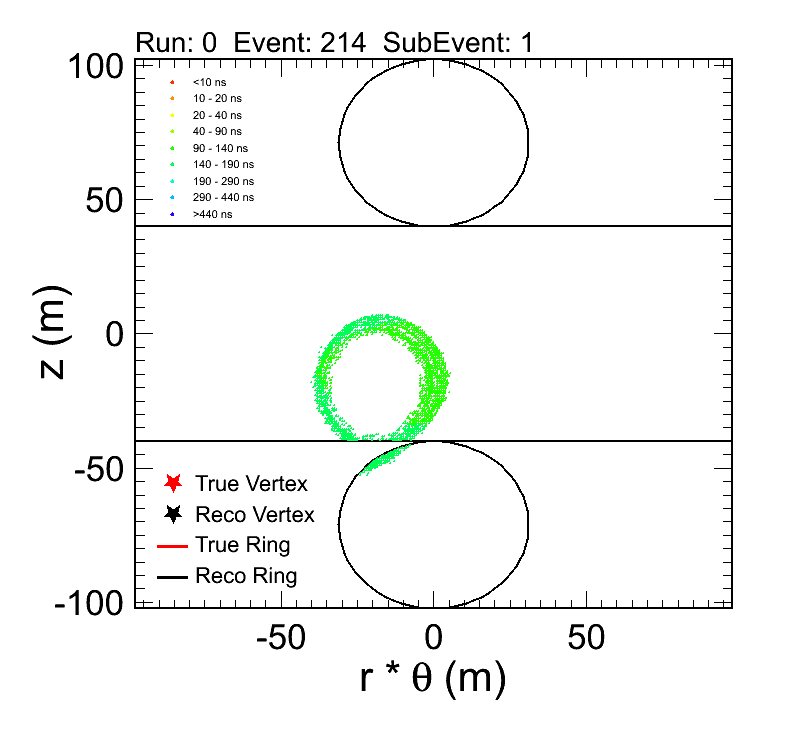 Run: 0  Event: 214  SubEvent: 1
100
50
0
-50
-100
z (m)
<10 ns
10 - 20 ns
20 - 40 ns
40 - 90 ns
90 - 140 ns
140 - 190 ns
190 - 290 ns
290 - 440 ns
>440 ns
True Vertex
Reco Vertex
True Ring
Reco Ring
-50 0 50
r * θ (m)